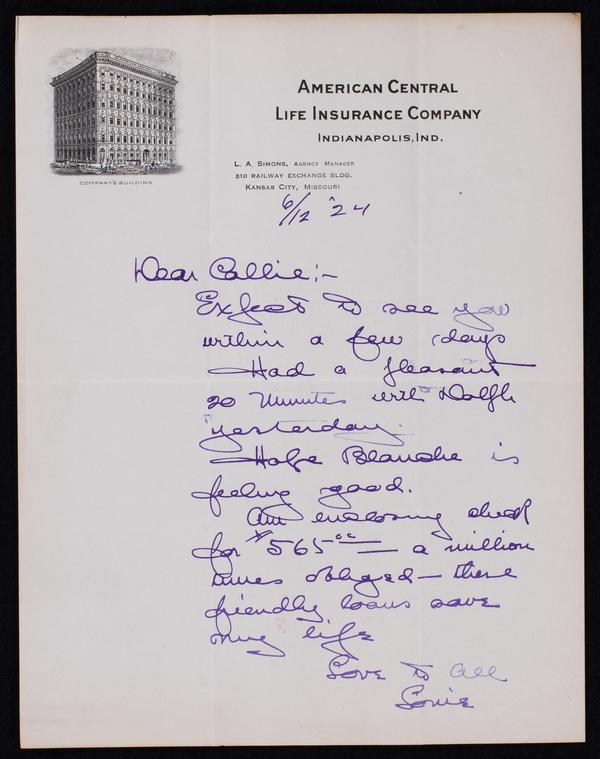 AMERICAN CENTRAL
LIFE INSURANCE COMPANY
INDIANAPOLIS, IND.
COMPANY'S BUILDING
L. A. SIMONS, AGENCY MANAGER
210 RAILWAY EXCHANGE BLDG.
KANSAS CITY, MISSOURI
6/12 '24
Dear Callie:-
Expect to see you
within a few days
Had a pleasant
20 Minutes with Dolph
yesterday.
Hope Blanche is
feeling good.
Am enclosing check
for $565 00 — a million
times obliged — these
friendly loans save
my life
Love to all